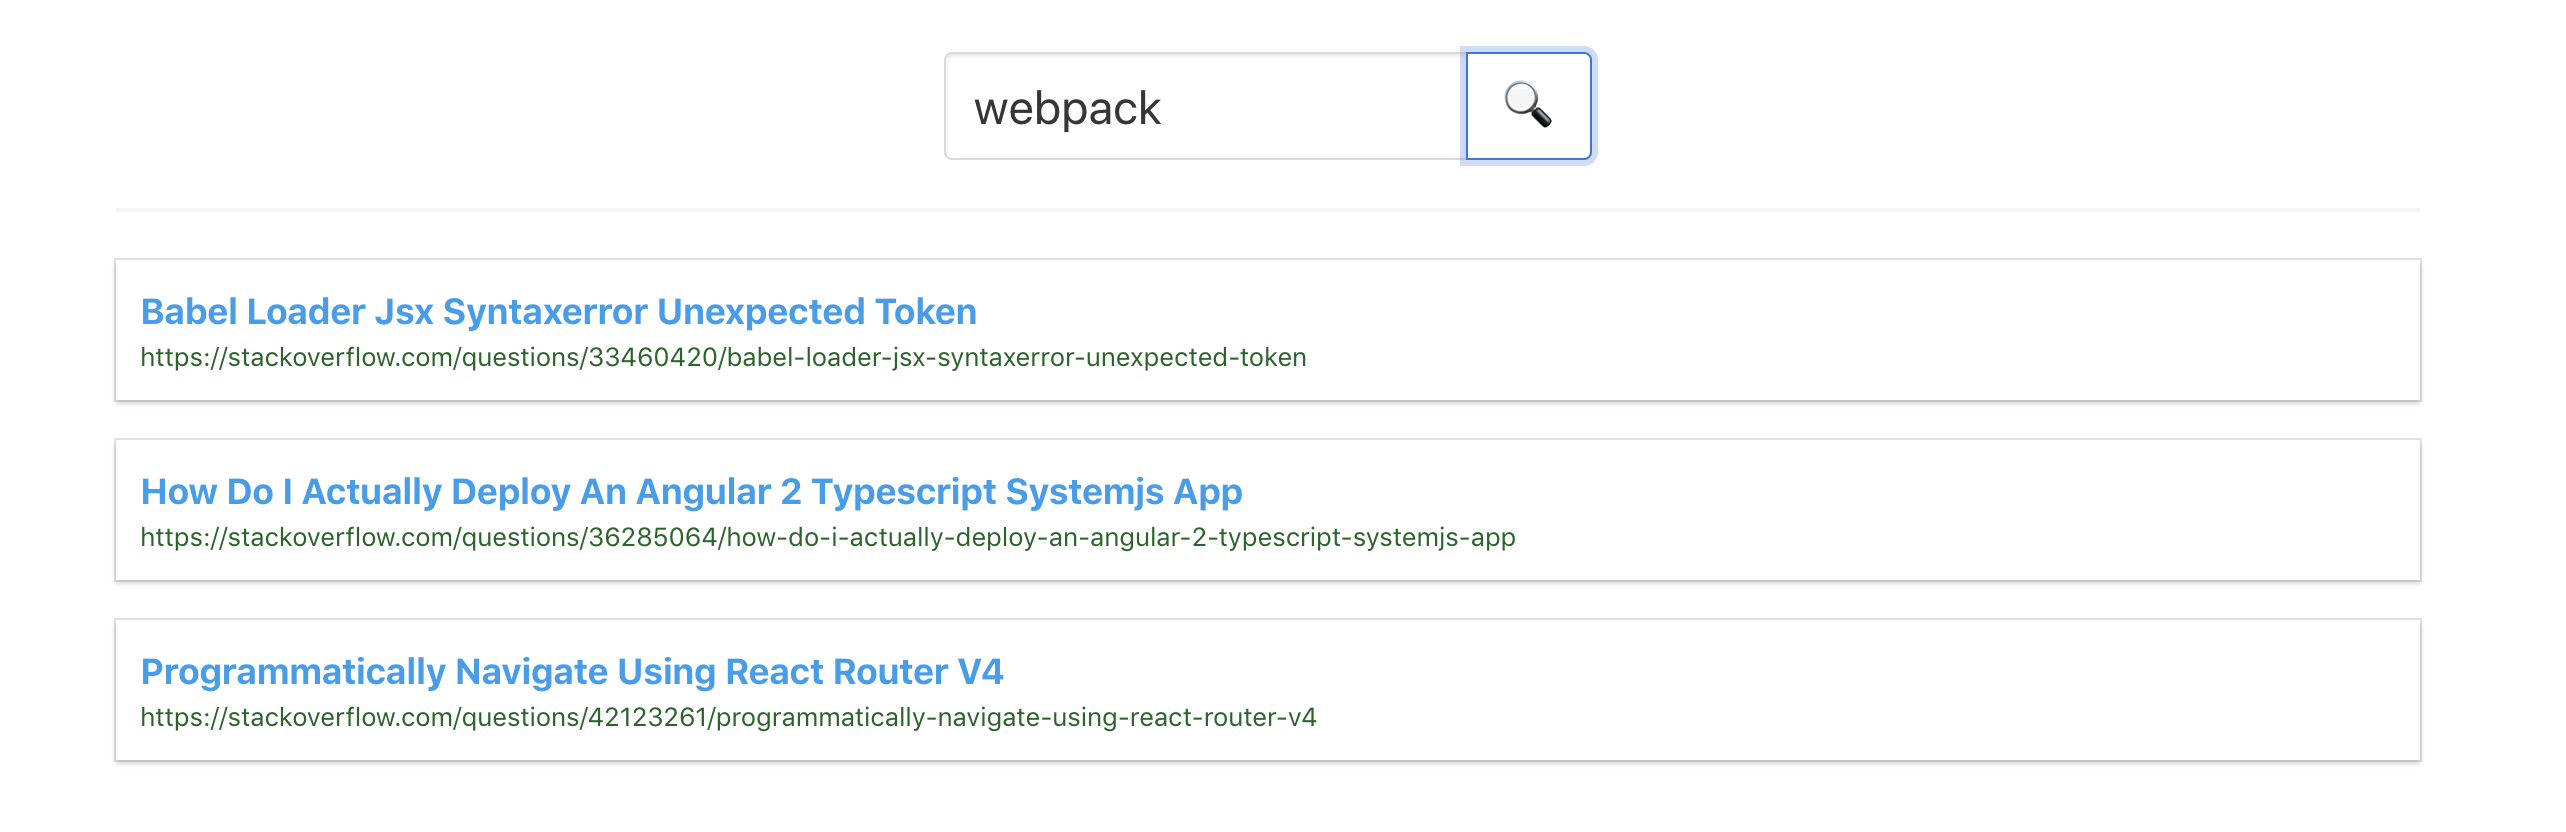 webpack
Babel Loader Jsx Syntaxerror Unexpected Token
https://stackoverflow.com/questions/33460420/babel-loader-jsx-syntaxerror-unexpected-token
How Do I Actually Deploy An Angular 2 Typescript Systemjs App
https://stackoverflow.com/questions/36285064/how-do-i-actually-deploy-an-angular-2-typescript-systemjs-app
Programmatically Navigate Using React Router V4
https://stackoverflow.com/questions/42123261/programmatically-navigate-using-react-router-v4